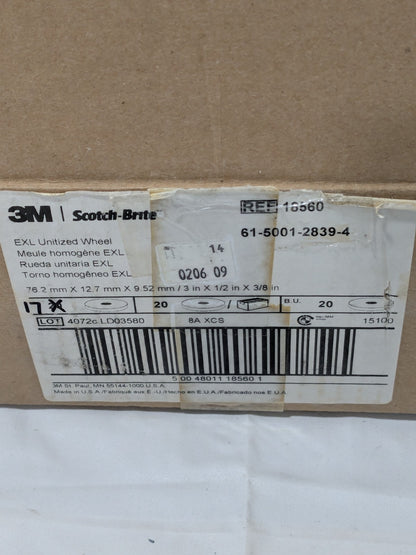 3M | Scotch-Brite™
REF 18560
61-5001-2839-4
EXL Unitized Wheel
Meule homogène EXL
Rueda unitaria EXL
Torno homogêneo EXL
14
0206 09
76.2 mm X 12.7 mm X 9.52 mm / 3 in X 1/2 in X 3/8 in
17 X 20 / B.U. 20
LOT 4072c LD03560 8A XCS 15100
5 00 48011 18560 1
3M St. Paul, MN 55144-1000 U.S.A.
Made in U.S.A./Fabriqué aux E.-U./Hecho en E.U.A./Fabricado nos E.U.A.